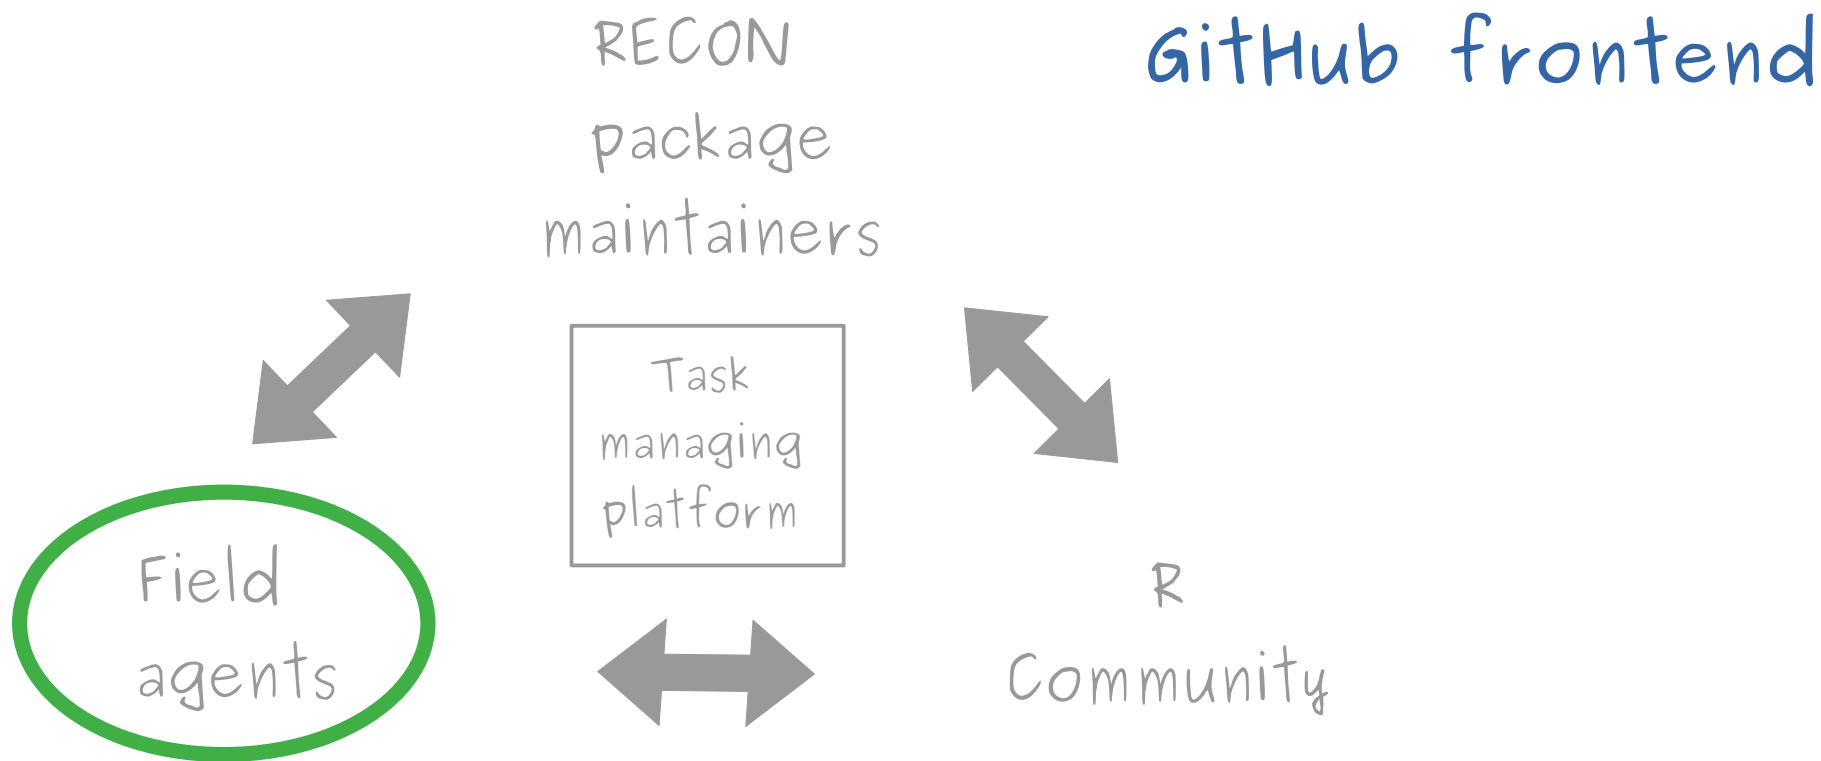 RECON
package
maintainers
GitHub frontend
Task
managing
platform
Field
agents
R
Community